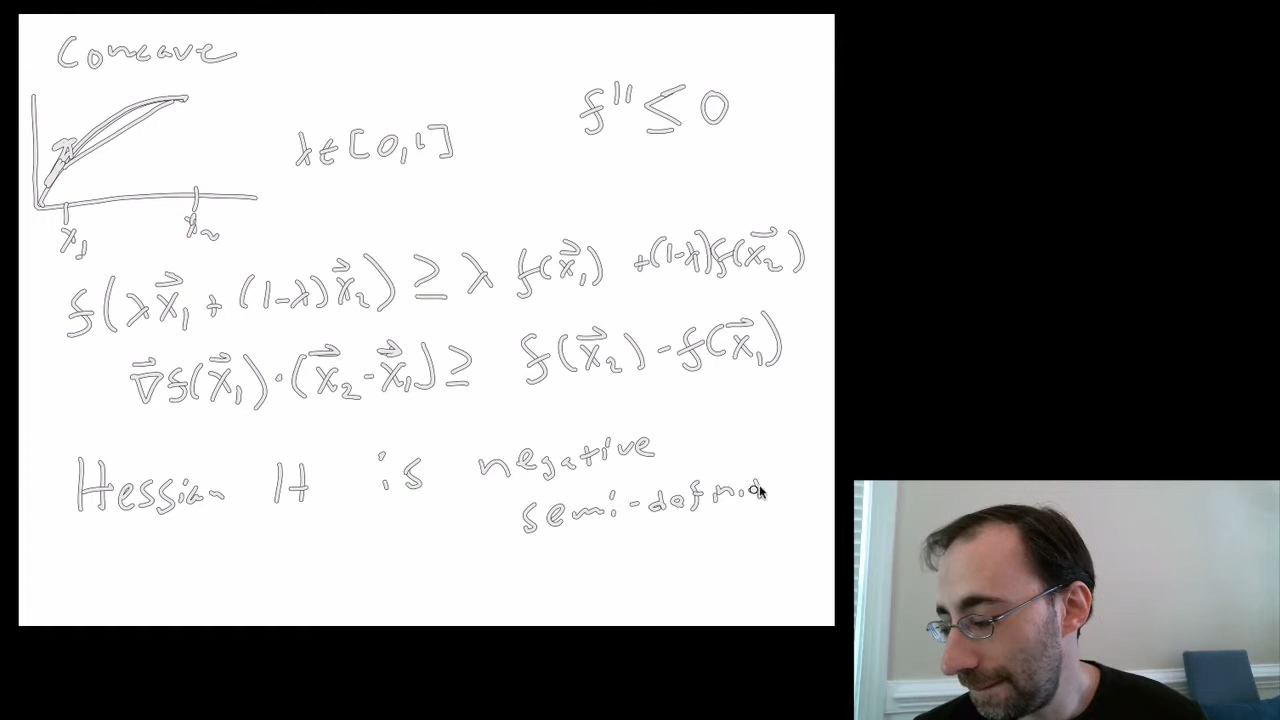 Concave
f'' ≤ 0
λ ∈ [0,1]
x₁ x₂
f(λx⃗₁ + (1-λ)x⃗₂) ≥ λ f(x⃗₁) + (1-λ)f(x⃗₂)
∇⃗f(x⃗₁)·(x⃗₂-x⃗₁) ≥ f(x⃗₂) - f(x⃗₁)
Hessian H is negative
semi-definit